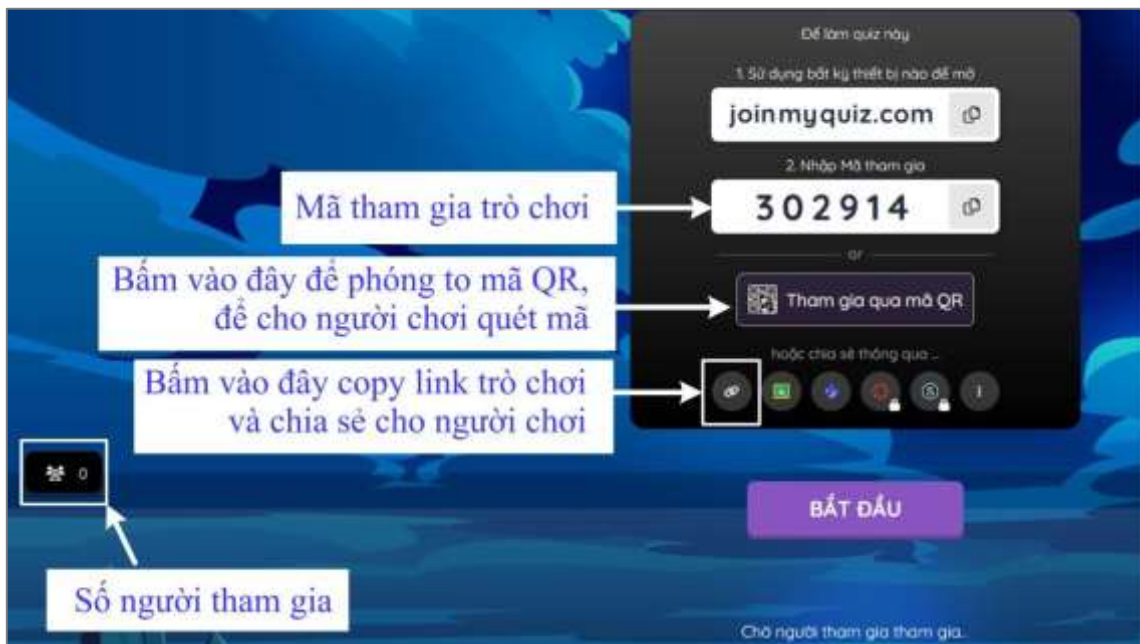 Để làm quiz này
1. Sử dụng bất kỳ thiết bị nào để mở
joinmyquiz.com
2. Nhập Mã tham gia
Mã tham gia trò chơi
302914
or
Bấm vào đây để phóng to mã QR,
để cho người chơi quét mã
Tham gia qua mã QR
hoặc chia sẻ thông qua ...
Bấm vào đây copy link trò chơi
và chia sẻ cho người chơi
0
BẮT ĐẦU
Số người tham gia
Chờ người tham gia tham gia...